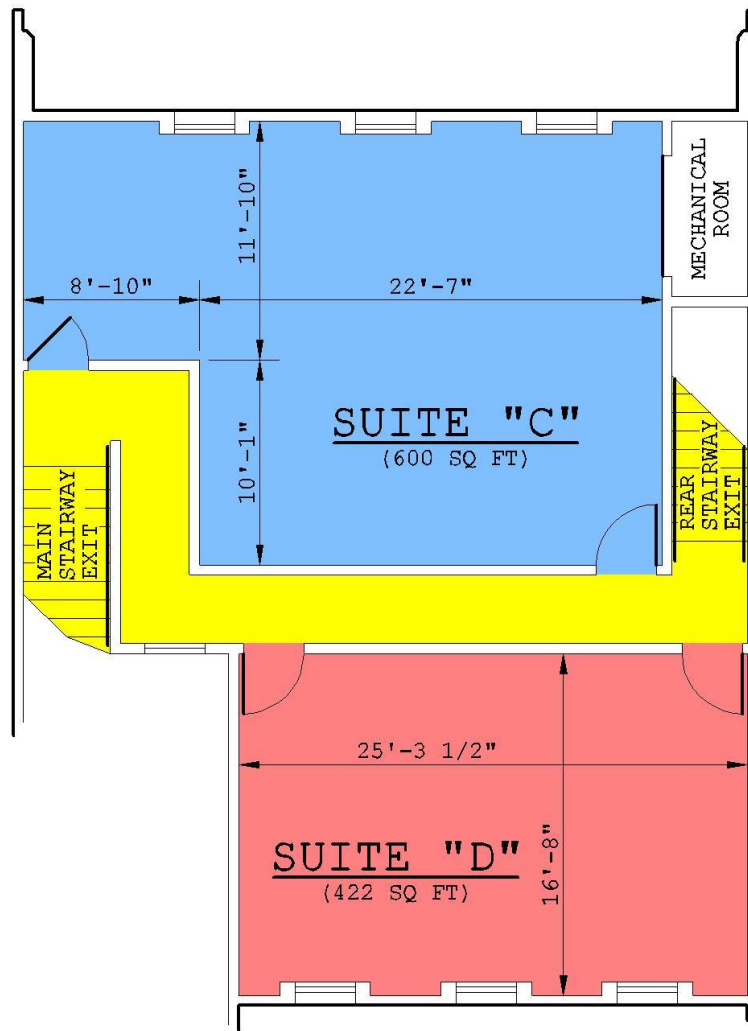 MECHANICAL
ROOM
11'-10"
8'-10"
22'-7"
SUITE "C"
(600 SQ FT)
10'-1"
MAIN
STAIRWAY
EXIT
REAR
STAIRWAY
EXIT
25'-3 1/2"
16'-8"
SUITE "D"
(422 SQ FT)